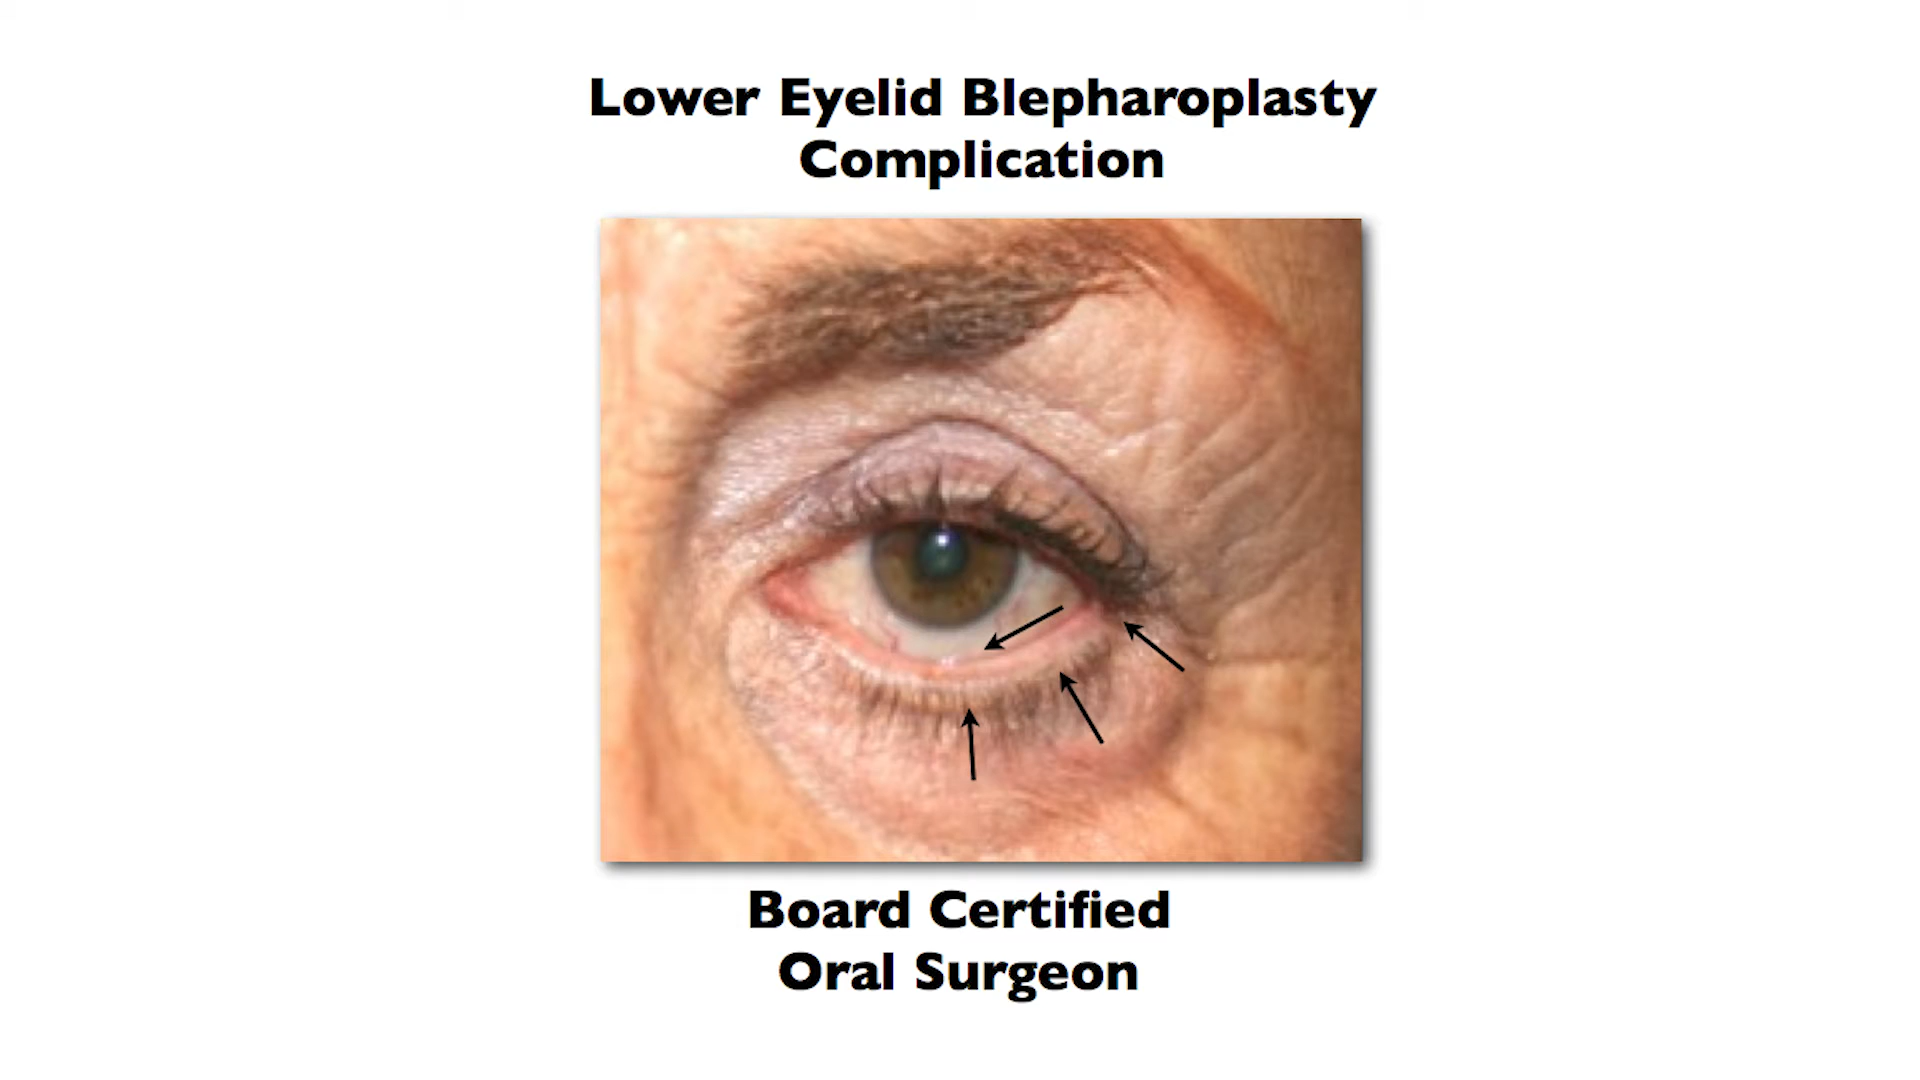 Lower Eyelid Blepharoplasty
Complication
Board Certified
Oral Surgeon